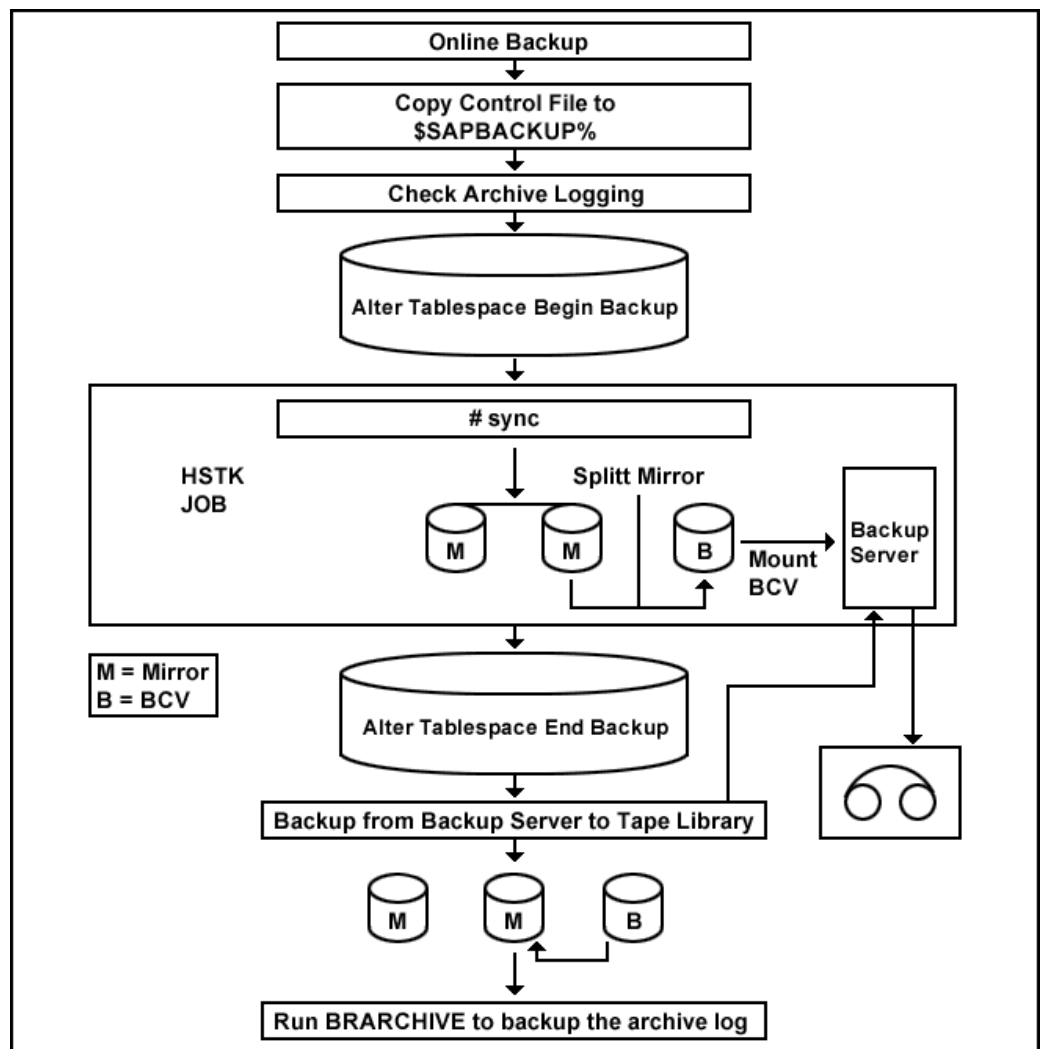 Online Backup
Copy Control File to
$SAPBACKUP%
Check Archive Logging
Alter Tablespace Begin Backup
# sync
HSTK
JOB
Splitt Mirror
M
M
B
Mount
BCV
Backup
Server
M = Mirror
B = BCV
Alter Tablespace End Backup
Backup from Backup Server to Tape Library
M
M
B
Run BRARCHIVE to backup the archive log